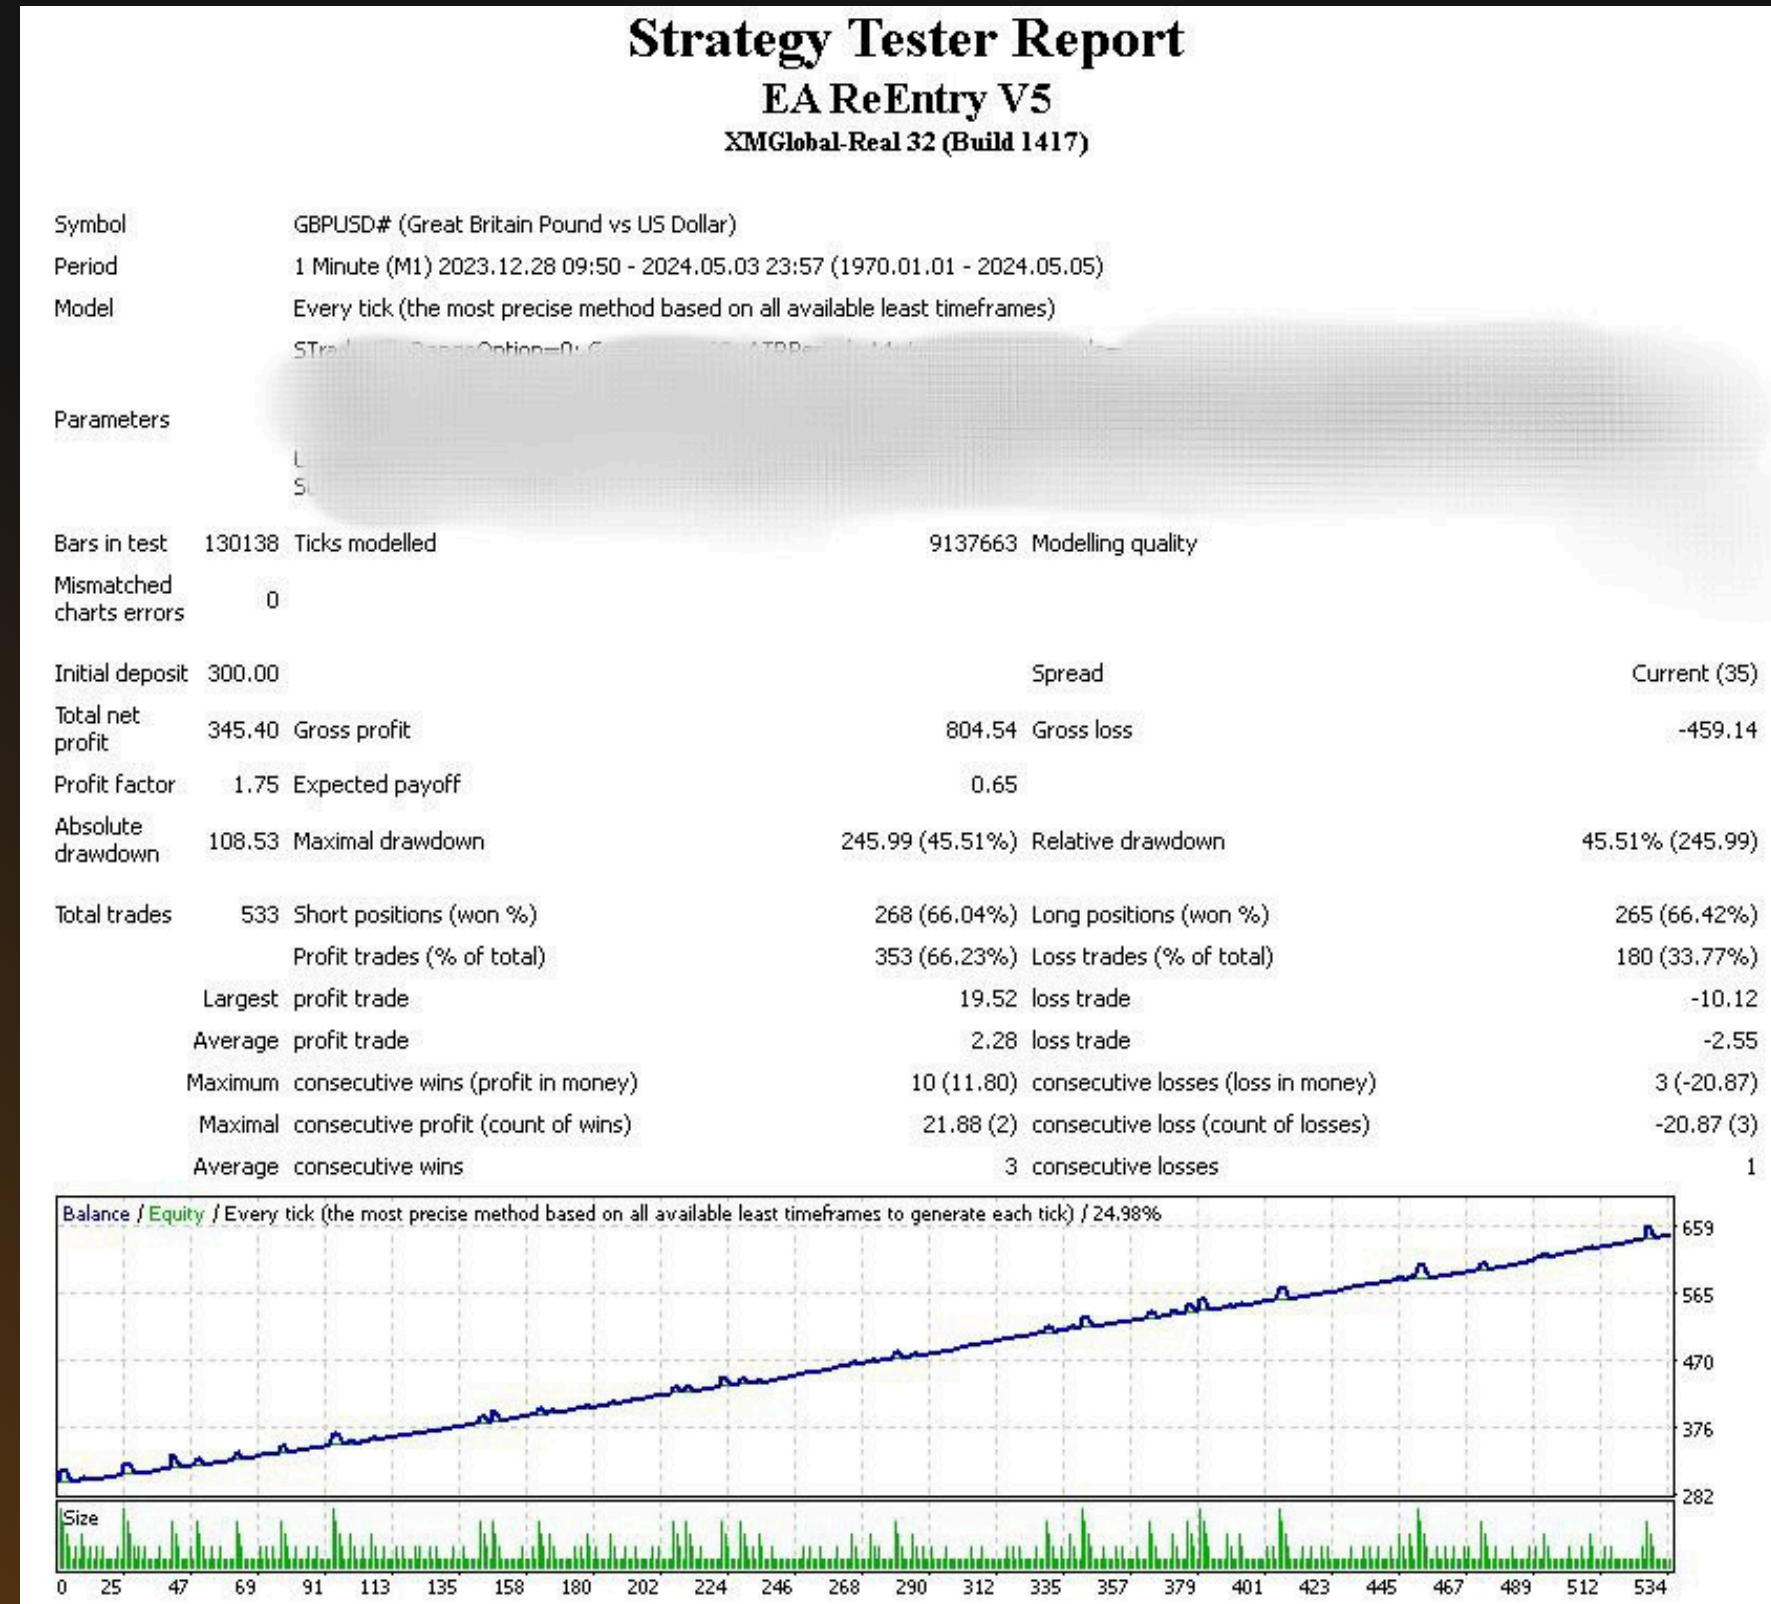 Strategy Tester Report
EA ReEntry V5
XMGlobal-Real 32 (Build 1417)
Symbol GBPUSD# (Great Britain Pound vs US Dollar)
Period 1 Minute (M1) 2023.12.28 09:50 - 2024.05.03 23:57 (1970.01.01 - 2024.05.05)
Model Every tick (the most precise method based on all available least timeframes)
Parameters
Bars in test 130138 Ticks modelled 9137663 Modelling quality
Mismatched
charts errors 0
Initial deposit 300.00 Spread Current (35)
Total net
profit 345.40 Gross profit 804.54 Gross loss -459.14
Profit factor 1.75 Expected payoff 0.65
Absolute
drawdown 108.53 Maximal drawdown 245.99 (45.51%) Relative drawdown 45.51% (245.99)
Total trades 533 Short positions (won %) 268 (66.04%) Long positions (won %) 265 (66.42%)
Profit trades (% of total) 353 (66.23%) Loss trades (% of total) 180 (33.77%)
Largest profit trade 19.52 loss trade -10.12
Average profit trade 2.28 loss trade -2.55
Maximum consecutive wins (profit in money) 10 (11.80) consecutive losses (loss in money) 3 (-20.87)
Maximal consecutive profit (count of wins) 21.88 (2) consecutive loss (count of losses) -20.87 (3)
Average consecutive wins 3 consecutive losses 1
Balance / Equity / Every tick (the most precise method based on all available least timeframes to generate each tick) / 24.98%
659
565
470
376
282
Size
0 25 47 69 91 113 135 158 180 202 224 246 268 290 312 335 357 379 401 423 445 467 489 512 534